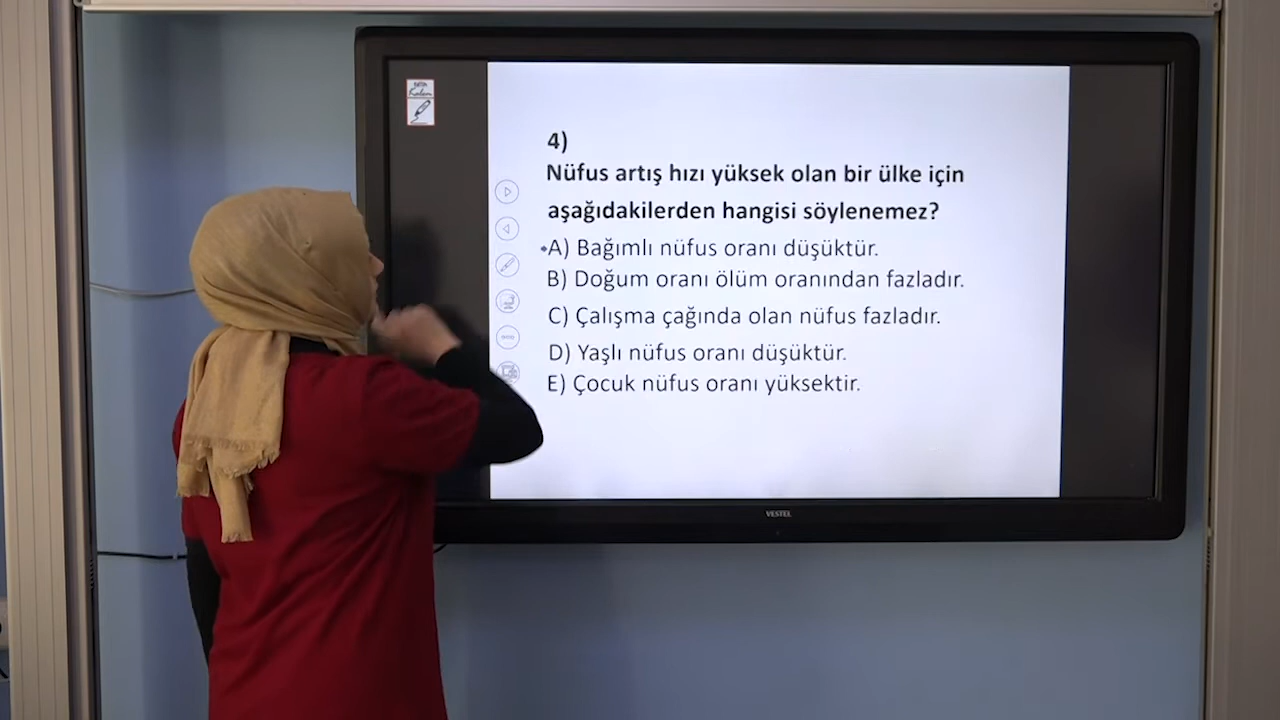 Kalem
4)
Nüfus artış hızı yüksek olan bir ülke için
aşağıdakilerden hangisi söylenemez?
A) Bağımlı nüfus oranı düşüktür.
B) Doğum oranı ölüm oranından fazladır.
C) Çalışma çağında olan nüfus fazladır.
D) Yaşlı nüfus oranı düşüktür.
E) Çocuk nüfus oranı yüksektir.
VESTEL